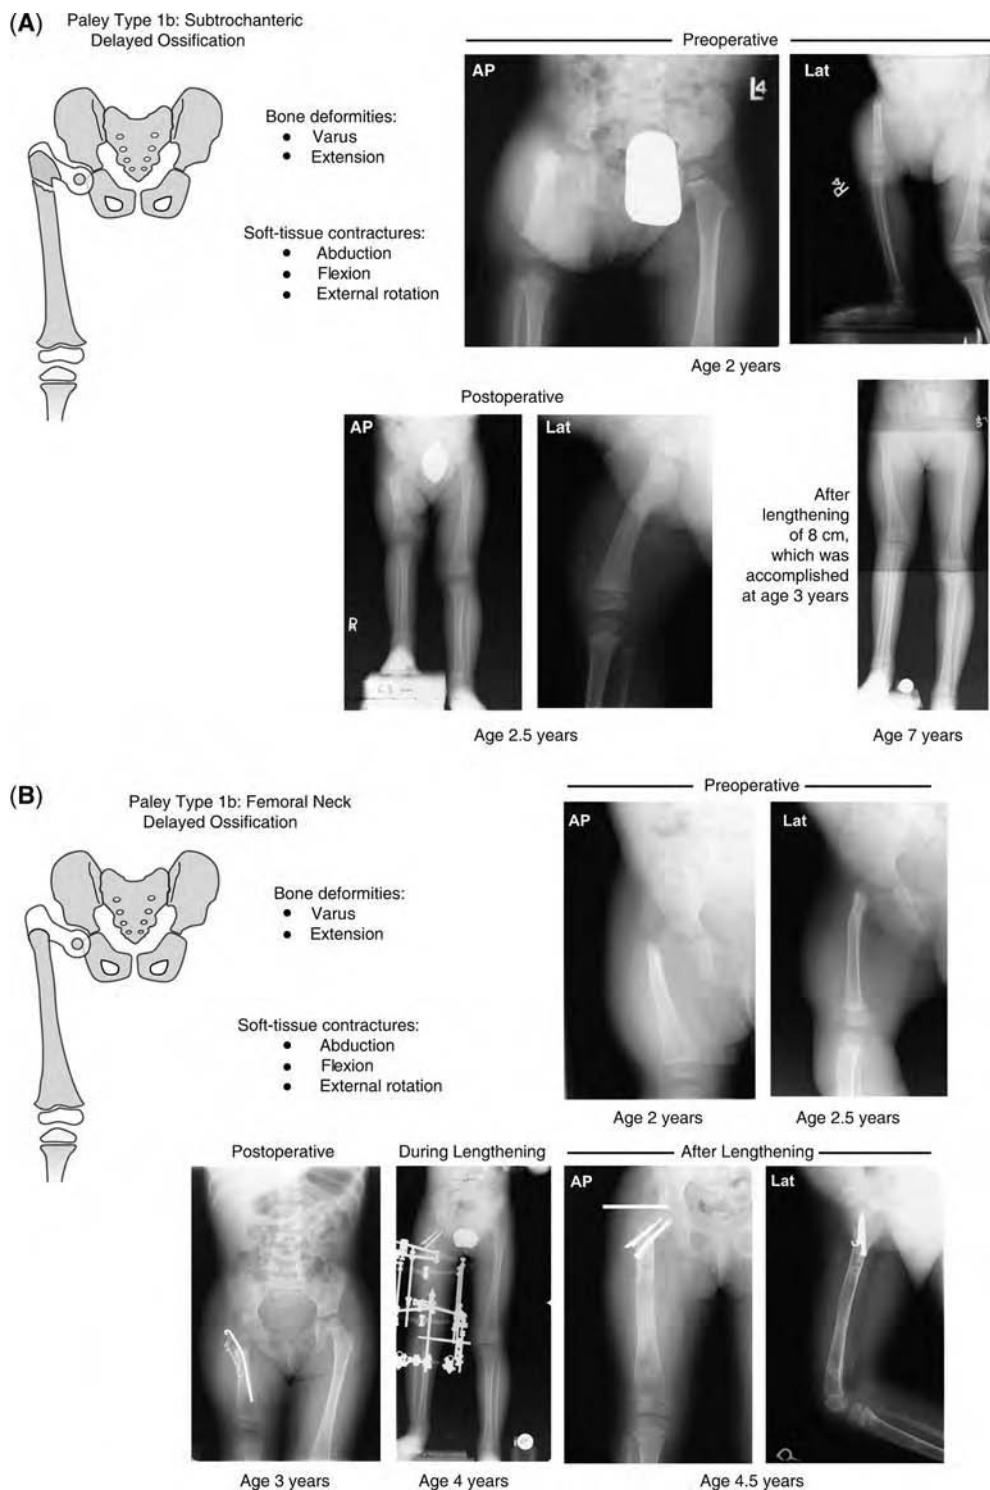 (A)
Paley Type 1b: Subtrochanteric
Delayed Ossification
Bone deformities:
● Varus
● Extension
Soft-tissue contractures:
● Abduction
● Flexion
● External rotation
Preoperative
AP
L4
Lat
Age 2 years
Postoperative
AP
R
Lat
Age 2.5 years
After
lengthening
of 8 cm,
which was
accomplished
at age 3 years
Age 7 years
(B)
Paley Type 1b: Femoral Neck
Delayed Ossification
Bone deformities:
● Varus
● Extension
Soft-tissue contractures:
● Abduction
● Flexion
● External rotation
Preoperative
AP
Lat
Age 2 years
Age 2.5 years
Postoperative
During Lengthening
After Lengthening
AP
Lat
Age 3 years
Age 4 years
Age 4.5 years